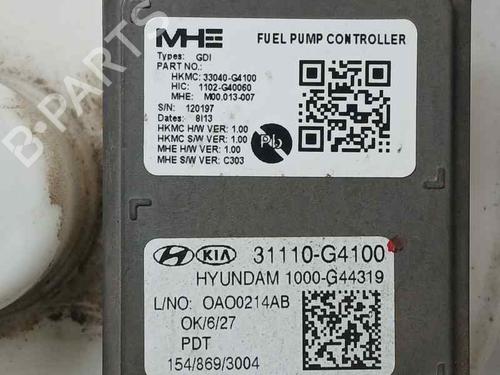 MHE FUEL PUMP CONTROLLER
Types: GDI
PART NO.
HKMC: 33040-G4100
HIC: 1102-G40060
MHE: M00.013-007
S/N: 120197
Dates: 8I13
HKMC H/W VER: 1.00
HKMC S/W VER: 1.00
MHE H/W VER: 1.00
MHE S/W VER: C303
Pb
KIA 31110-G4100
HYUNDAM 1000-G44319
L/NO: OAO0214AB
OK/6/27
PDT
154/869/3004
B-PARTS